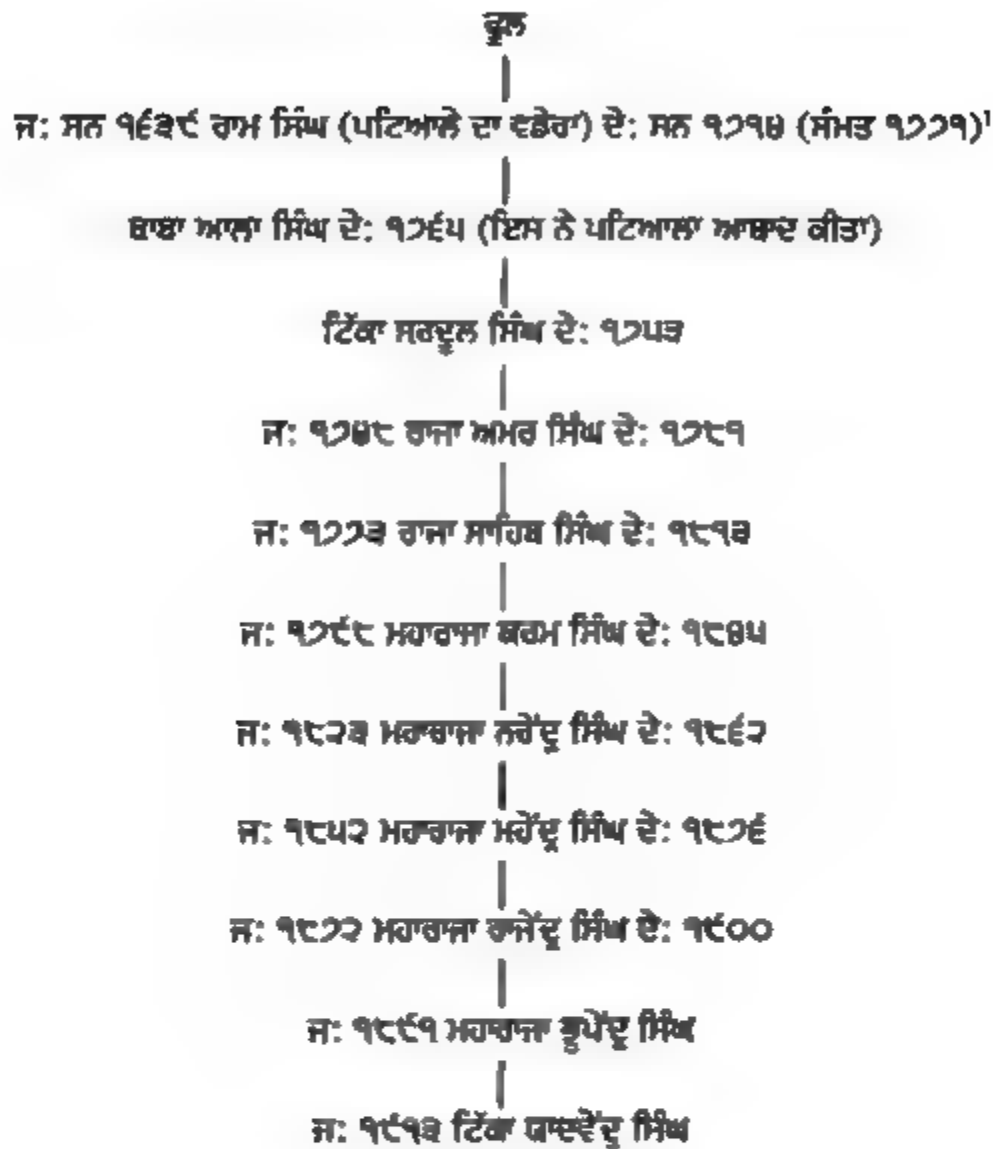 ਫੂਲ
ਜ: ਸਨ ੧੬੩੯ ਰਾਮ ਸਿੰਘ (ਪਟਿਆਲੇ ਦਾ ਵਡੇਰਾ) ਦੇ: ਸਨ ੧੭੧੪ (ਸੰਮਤ ੧੭੭੧)¹
ਬਾਬਾ ਆਲਾ ਸਿੰਘ ਦੇ: ੧੭੬੫ (ਇਸ ਨੇ ਪਟਿਆਲਾ ਆਬਾਦ ਕੀਤਾ)
ਟਿੱਕਾ ਸਰਦੂਲ ਸਿੰਘ ਦੇ: ੧੭੫੩
ਜ: ੧੭੪੮ ਰਾਜਾ ਅਮਰ ਸਿੰਘ ਦੇ: ੧੭੮੧
ਜ: ੧੭੭੩ ਰਾਜਾ ਸਾਹਿਬ ਸਿੰਘ ਦੇ: ੧੮੧੩
ਜ: ੧੭੯੮ ਮਹਾਰਾਜਾ ਕਰਮ ਸਿੰਘ ਦੇ: ੧੮੪੫
ਜ: ੧੮੨੩ ਮਹਾਰਾਜਾ ਨਰੇਂਦ੍ਰ ਸਿੰਘ ਦੇ: ੧੮੬੨
ਜ: ੧੮੫੨ ਮਹਾਰਾਜਾ ਮਹੇਂਦ੍ਰ ਸਿੰਘ ਦੇ: ੧੮੭੬
ਜ: ੧੮੭੨ ਮਹਾਰਾਜਾ ਰਾਜੇਂਦ੍ਰ ਸਿੰਘ ਦੇ: ੧੯੦੦
ਜ: ੧੮੯੧ ਮਹਾਰਾਜਾ ਭੂਪੇਂਦ੍ਰ ਸਿੰਘ
ਜ: ੧੯੧੩ ਟਿੱਕਾ ਯਾਦਵੇਂਦ੍ਰ ਸਿੰਘ